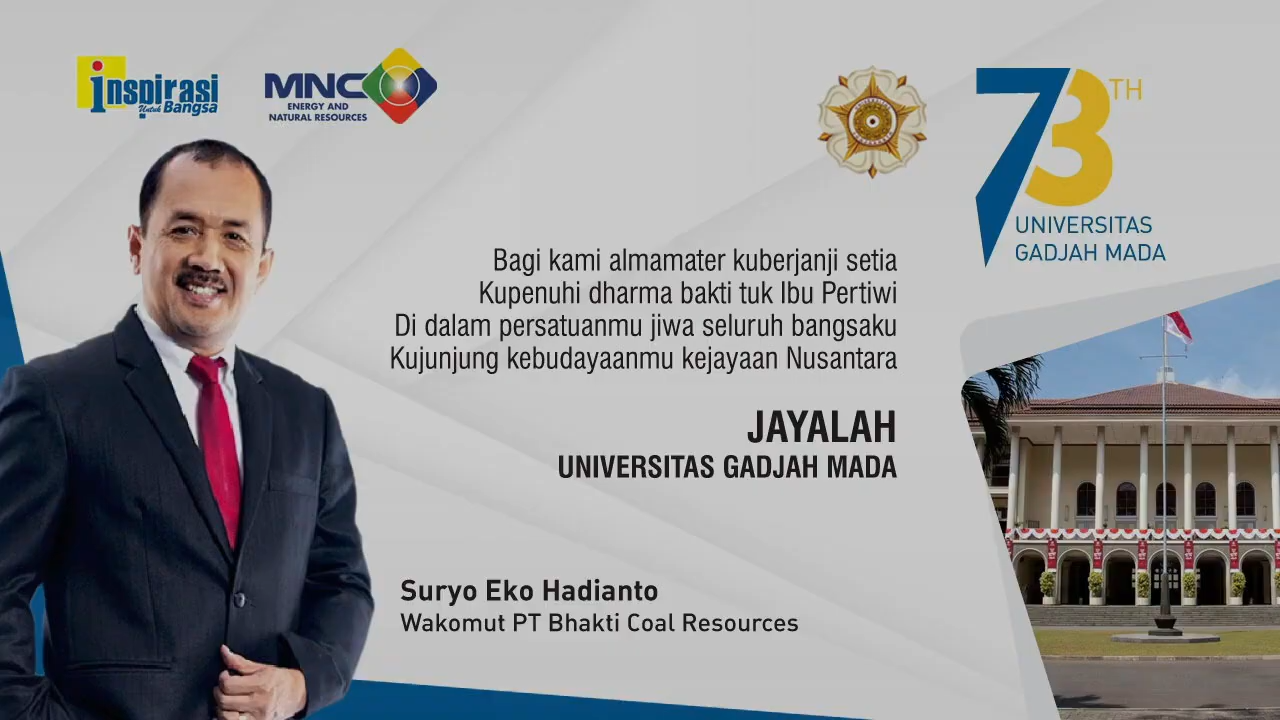 inspirasi
Untuk Bangsa
MNC
ENERGY AND
NATURAL RESOURCES
73TH
UNIVERSITAS
GADJAH MADA
Bagi kami almamater kuberjanji setia
Kupenuhi dharma bakti tuk Ibu Pertiwi
Di dalam persatuanmu jiwa seluruh bangsaku
Kujunjung kebudayaanmu kejayaan Nusantara
JAYALAH
UNIVERSITAS GADJAH MADA
Suryo Eko Hadianto
Wakomut PT Bhakti Coal Resources